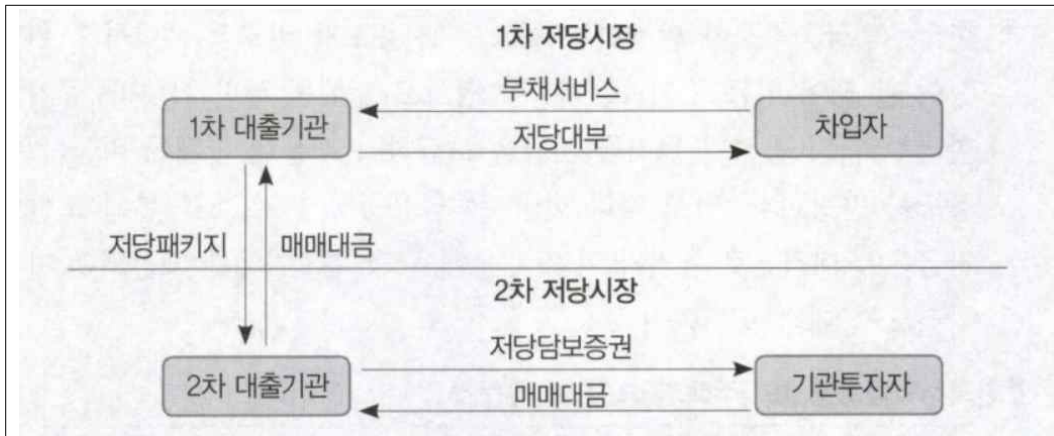 1차 저당시장
부채서비스
1차 대출기관
차입자
저당대부
저당패키지
매매대금
2차 저당시장
저당담보증권
2차 대출기관
기관투자자
매매대금